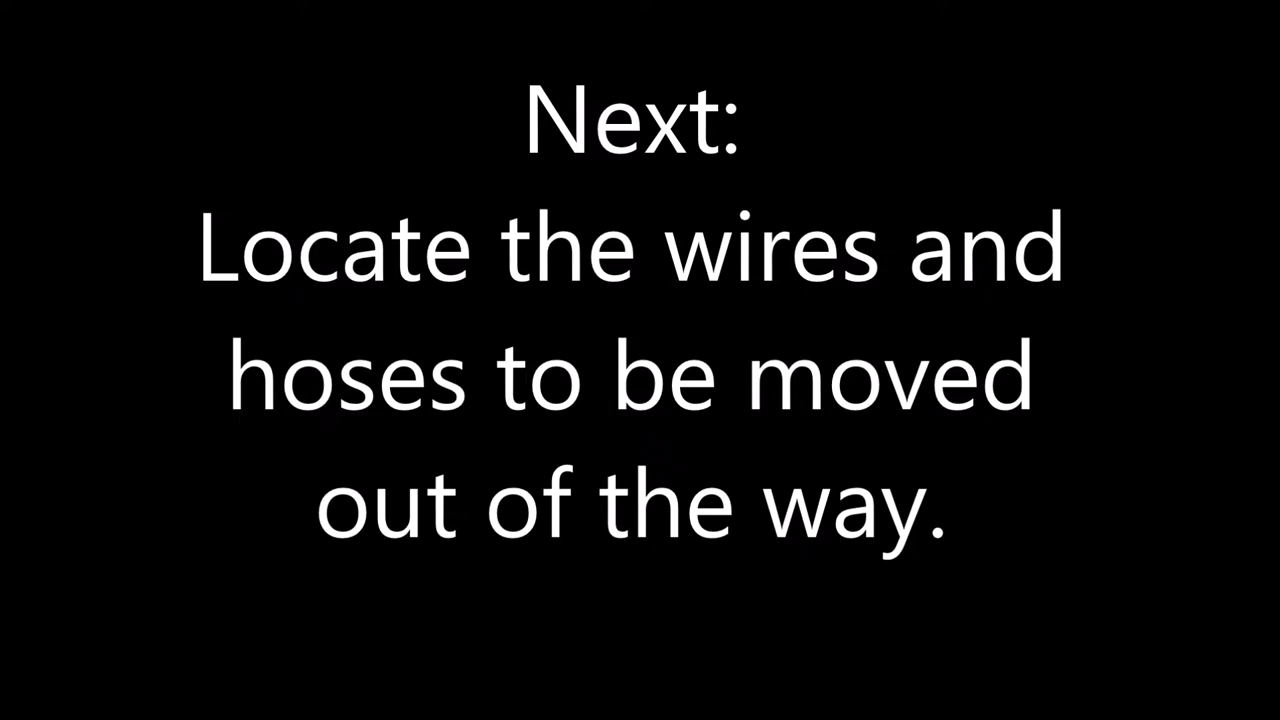 Next:
Locate the wires and
hoses to be moved
out of the way.